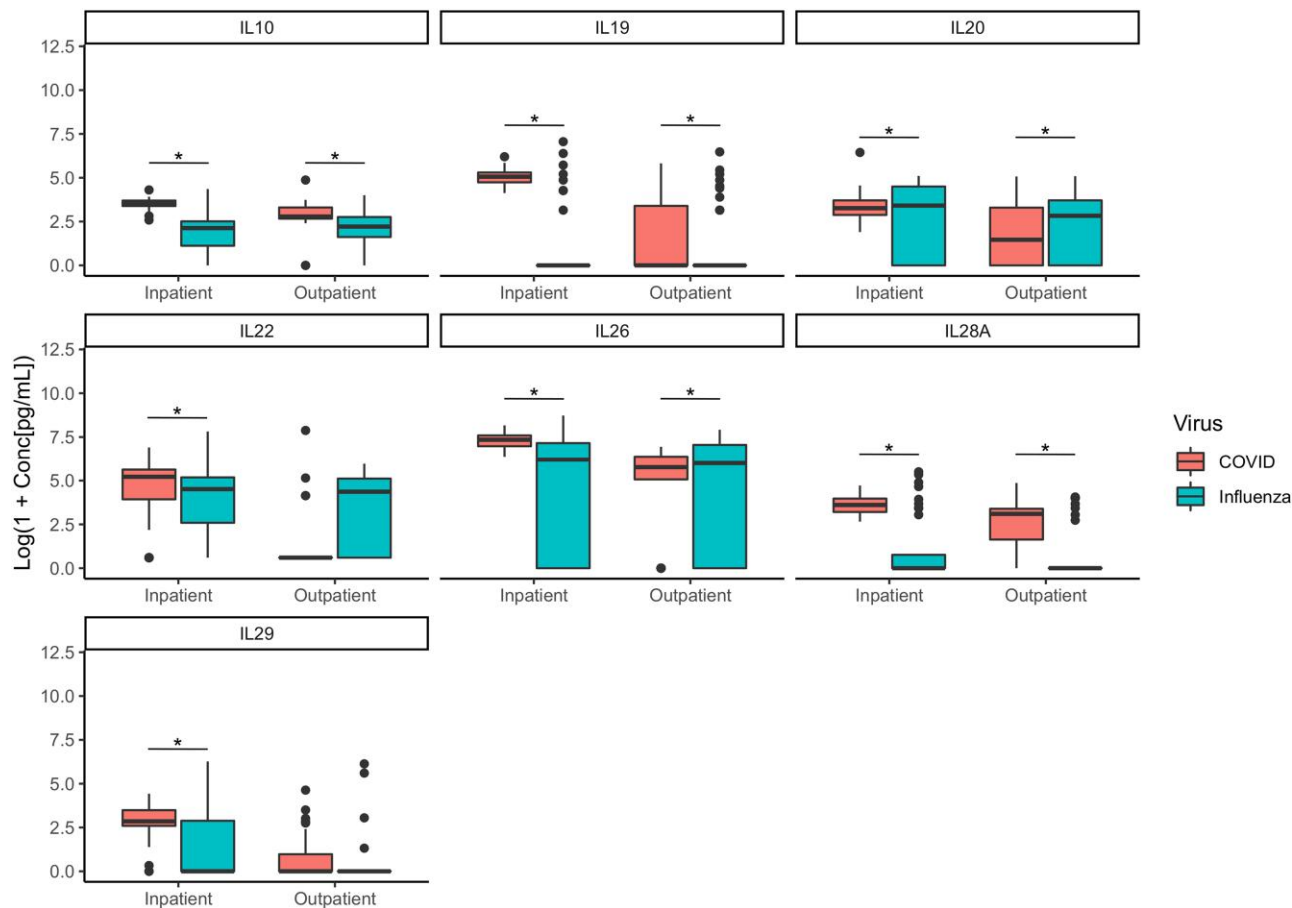 IL10
IL19
IL20
12.5
10.0
7.5
5.0
2.5
0.0
*
*
*
*
*
*
Inpatient
Outpatient
Inpatient
Outpatient
Inpatient
Outpatient
IL22
IL26
IL28A
Log(1 + Conc[pg/mL])
12.5
10.0
7.5
5.0
2.5
0.0
*
*
*
*
*
Inpatient
Outpatient
Inpatient
Outpatient
Inpatient
Outpatient
Virus
COVID
Influenza
IL29
12.5
10.0
7.5
5.0
2.5
0.0
*
Inpatient
Outpatient